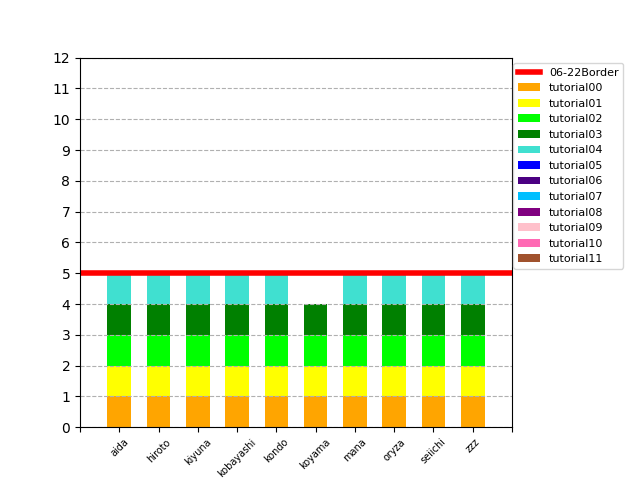 12
11
10
9
8
7
6
5
4
3
2
1
0
aida
hiroto
kiyuna
kobayashi
kondo
koyama
mana
oryza
seiichi
zzz
06-22Border
tutorial00
tutorial01
tutorial02
tutorial03
tutorial04
tutorial05
tutorial06
tutorial07
tutorial08
tutorial09
tutorial10
tutorial11